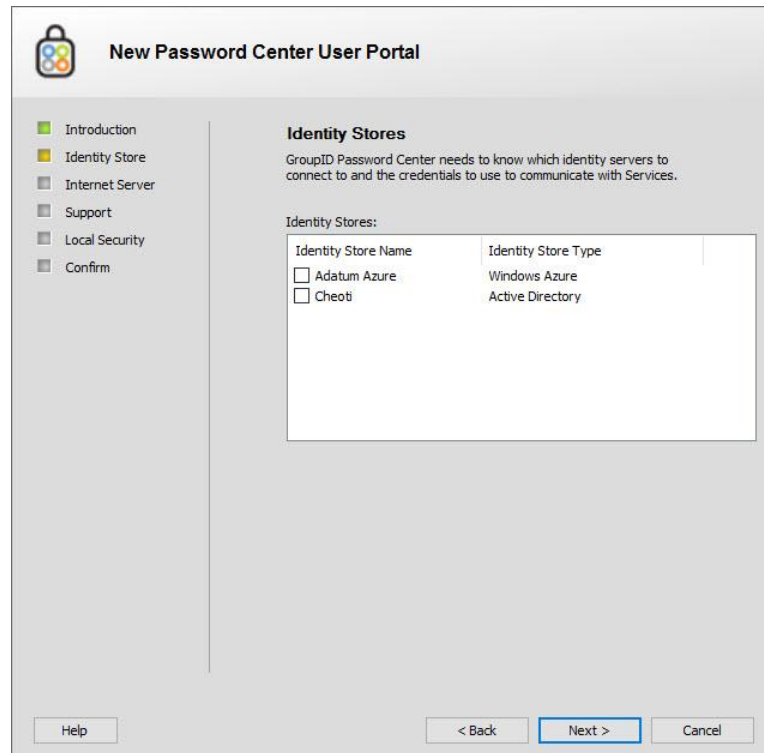 New Password Center User Portal
Introduction
Identity Store
Internet Server
Support
Local Security
Confirm
Identity Stores
GroupID Password Center needs to know which identity servers to
connect to and the credentials to use to communicate with Services.
Identity Stores:
Identity Store Name Identity Store Type
Adatum Azure Windows Azure
Cheoti Active Directory
Help < Back Next > Cancel